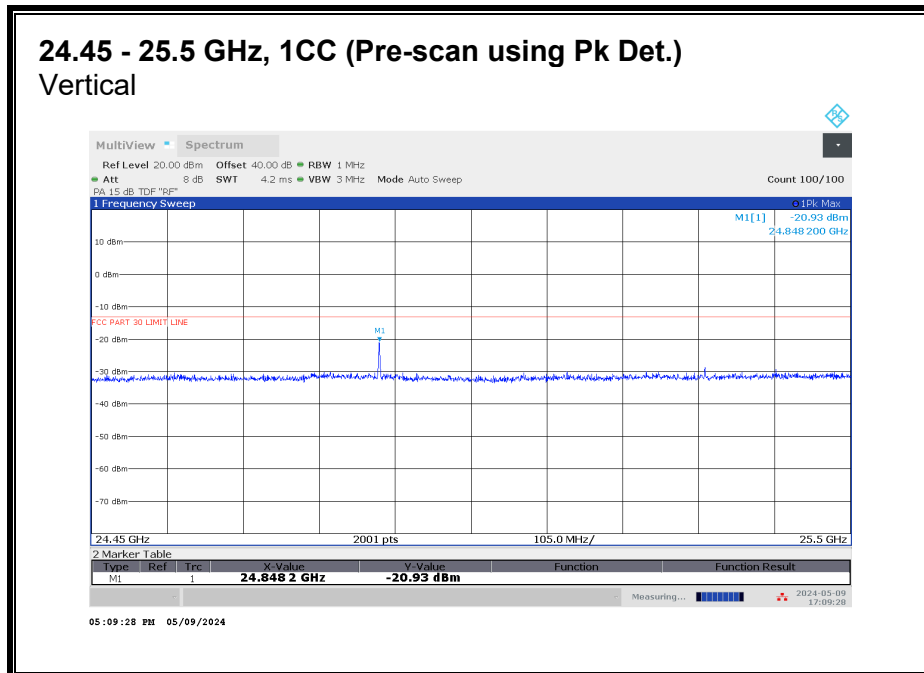 24.45 - 25.5 GHz, 1CC (Pre-scan using Pk Det.)
Vertical
R&S
MultiView Spectrum
Ref Level 20.00 dBm Offset 40.00 dB RBW 1 MHz
Att 8 dB SWT 4.2 ms VBW 3 MHz Mode Auto Sweep Count 100/100
PA 15 dB TDF "RF"
1 Frequency Sweep 1Pk Max
M1[1] -20.93 dBm
24.848 200 GHz
10 dBm
0 dBm
-10 dBm
FCC PART 30 LIMIT LINE
M1
-20 dBm
-30 dBm
-40 dBm
-50 dBm
-60 dBm
-70 dBm
24.45 GHz 2001 pts 105.0 MHz/ 25.5 GHz
2 Marker Table
Type Ref Trc X-Value Y-Value Function Function Result
M1 1 24.848 2 GHz -20.93 dBm
Measuring... 2024-05-09
17:09:28
05:09:28 PM 05/09/2024